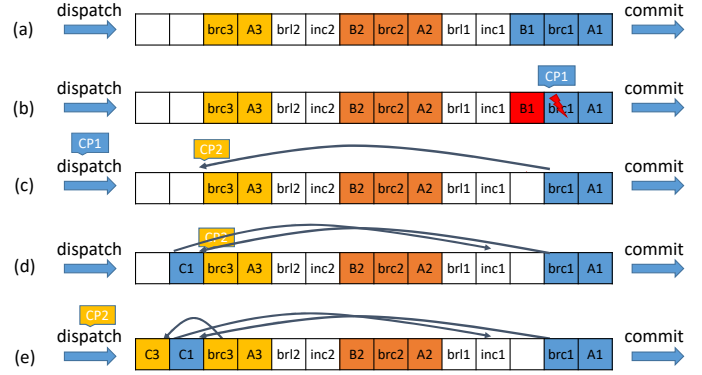 dispatch commit
(a) brc3 A3 brl2 inc2 B2 brc2 A2 brl1 inc1 B1 brc1 A1
CP1
dispatch commit
(b) brc3 A3 brl2 inc2 B2 brc2 A2 brl1 inc1 B1 brc1 A1
CP1 CP2
dispatch commit
(c) brc3 A3 brl2 inc2 B2 brc2 A2 brl1 inc1 brc1 A1
CP2
dispatch commit
(d) C1 brc3 A3 brl2 inc2 B2 brc2 A2 brl1 inc1 brc1 A1
CP2
dispatch commit
(e) C3 C1 brc3 A3 brl2 inc2 B2 brc2 A2 brl1 inc1 brc1 A1